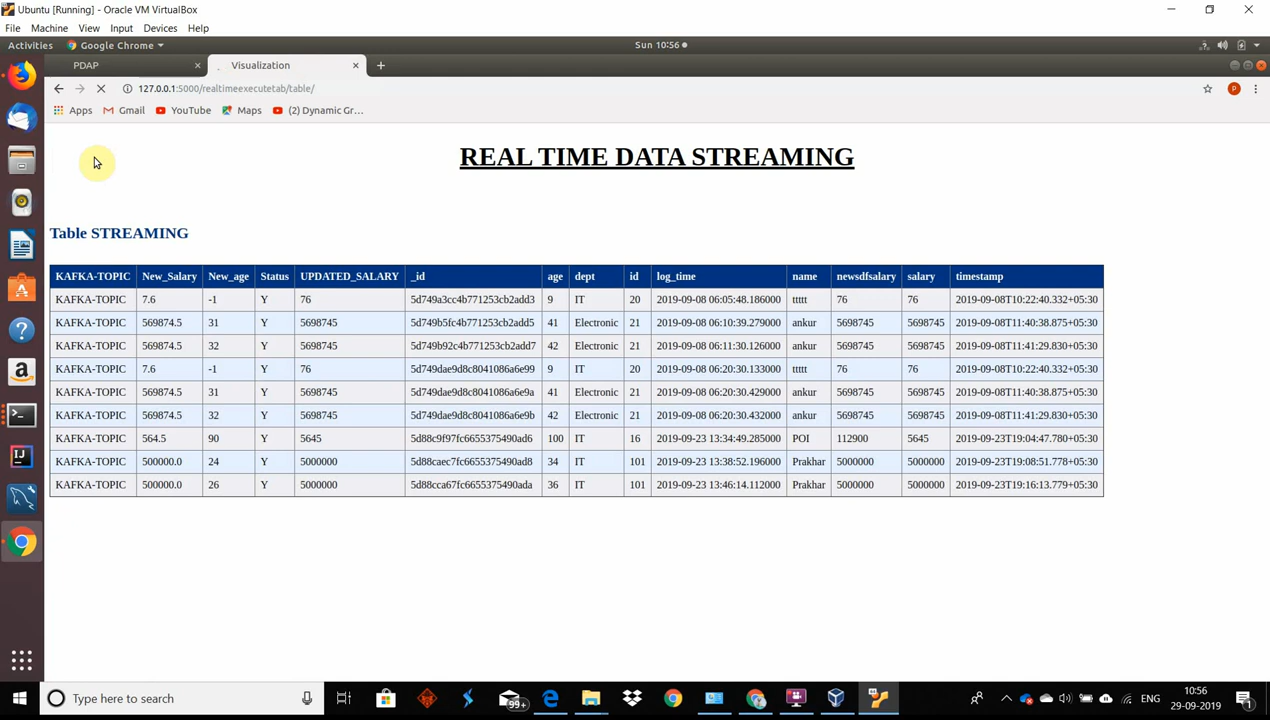 Ubuntu [Running] - Oracle VM VirtualBox
File Machine View Input Devices Help
Activities Google Chrome Sun 10:56
PDAP Visualization
127.0.0.1:5000/realtimeexecutetab/table/
Apps Gmail YouTube Maps (2) Dynamic Gr...
REAL TIME DATA STREAMING
Table STREAMING
KAFKA-TOPIC New_Salary New_age Status UPDATED_SALARY _id age dept id log_time name newsdfsalary salary timestamp
KAFKA-TOPIC 7.6 -1 Y 76 5d749a3cc4b771253cb2add3 9 IT 20 2019-09-08 06:05:48.186000 ttttt 76 76 2019-09-08T10:22:40.332+05:30
KAFKA-TOPIC 569874.5 31 Y 5698745 5d749b5fc4b771253cb2add5 41 Electronic 21 2019-09-08 06:10:39.279000 ankur 5698745 5698745 2019-09-08T11:40:38.875+05:30
KAFKA-TOPIC 569874.5 32 Y 5698745 5d749b92c4b771253cb2add7 42 Electronic 21 2019-09-08 06:11:30.126000 ankur 5698745 5698745 2019-09-08T11:41:29.830+05:30
KAFKA-TOPIC 7.6 -1 Y 76 5d749dae9d8c8041086a6e99 9 IT 20 2019-09-08 06:20:30.133000 ttttt 76 76 2019-09-08T10:22:40.332+05:30
KAFKA-TOPIC 569874.5 31 Y 5698745 5d749dae9d8c8041086a6e9a 41 Electronic 21 2019-09-08 06:20:30.429000 ankur 5698745 5698745 2019-09-08T11:40:38.875+05:30
KAFKA-TOPIC 569874.5 32 Y 5698745 5d749dae9d8c8041086a6e9b 42 Electronic 21 2019-09-08 06:20:30.432000 ankur 5698745 5698745 2019-09-08T11:41:29.830+05:30
KAFKA-TOPIC 564.5 90 Y 5645 5d88c9f97fc6655375490ad6 100 IT 16 2019-09-23 13:34:49.285000 POI 112900 5645 2019-09-23T19:04:47.780+05:30
KAFKA-TOPIC 500000.0 24 Y 5000000 5d88caec7fc6655375490ad8 34 IT 101 2019-09-23 13:38:52.196000 Prakhar 5000000 5000000 2019-09-23T19:08:51.778+05:30
KAFKA-TOPIC 500000.0 26 Y 5000000 5d88cca67fc6655375490ada 36 IT 101 2019-09-23 13:46:14.112000 Prakhar 5000000 5000000 2019-09-23T19:16:13.779+05:30
Type here to search 99+ ENG 10:56
29-09-2019